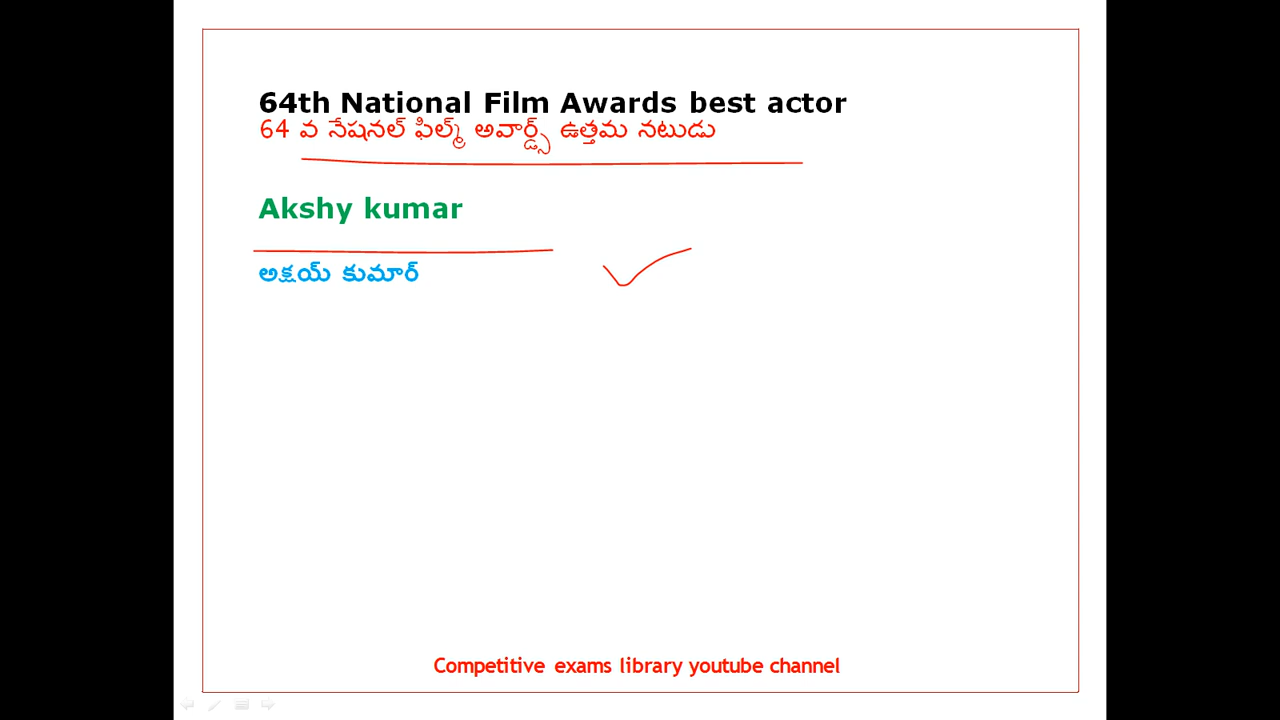 64th National Film Awards best actor
64 వ నేషనల్ ఫిల్మ్ అవార్డ్స్ ఉత్తమ నటుడు
Akshy kumar
అక్షయ్ కుమార్
Competitive exams library youtube channel